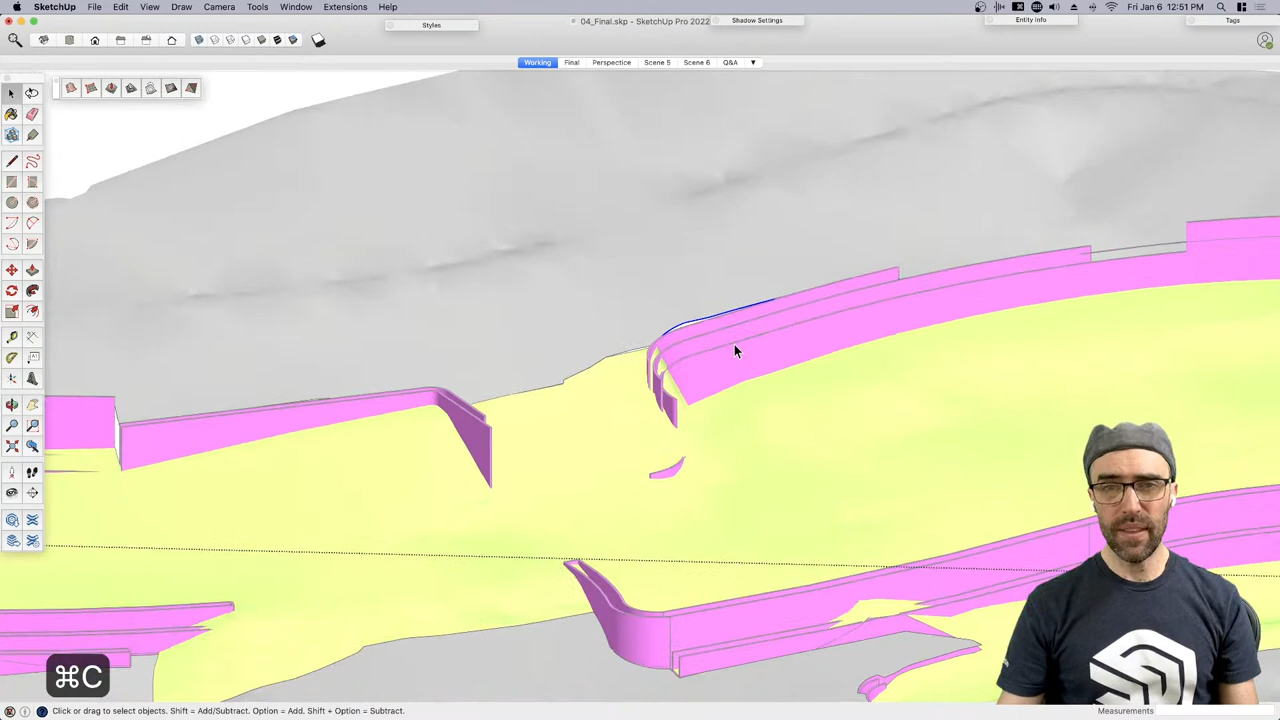 SketchUp File Edit View Draw Camera Tools Window Extensions Help
Fri Jan 6 12:51 PM
Styles
04_Final.skp - SketchUp Pro 2022
Shadow Settings
Entity Info
Tags
Working Final Perspective Scene 5 Scene 6 Q&A
⌘C
Click or drag to select objects. Shift = Add/Subtract. Option = Add. Shift + Option = Subtract.
Measurements